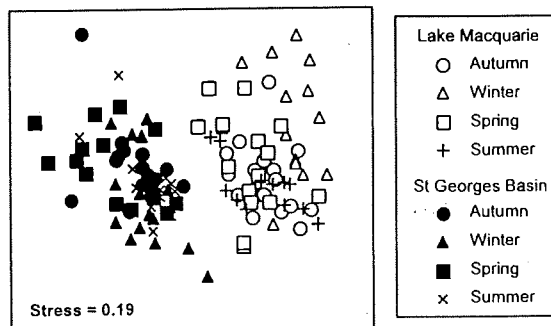 Stress = 0.19
Lake Macquarie
Autumn
Winter
Spring
Summer
St Georges Basin
Autumn
Winter
Spring
Summer